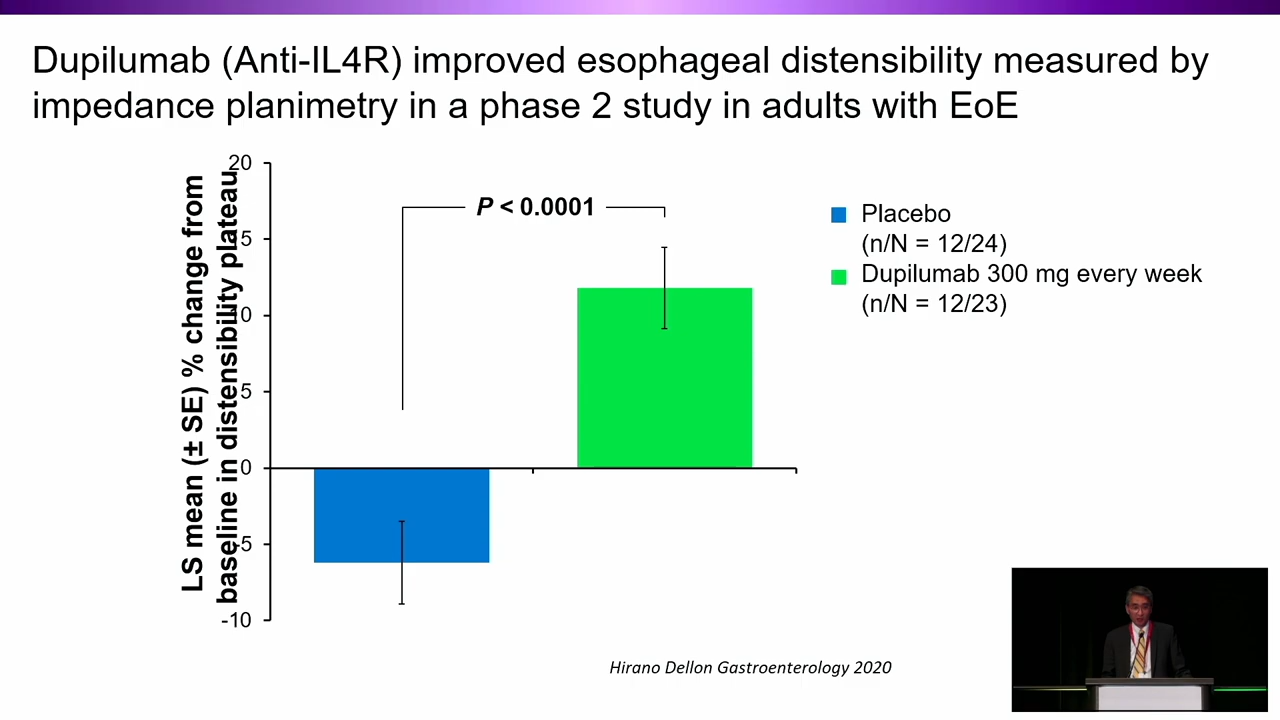 Dupilumab (Anti-IL4R) improved esophageal distensibility measured by
impedance planimetry in a phase 2 study in adults with EoE
LS mean (± SE) % change from
baseline in distensibility plateau
20
15
10
5
0
-5
-10
P < 0.0001
Placebo
(n/N = 12/24)
Dupilumab 300 mg every week
(n/N = 12/23)
Hirano Dellon Gastroenterology 2020